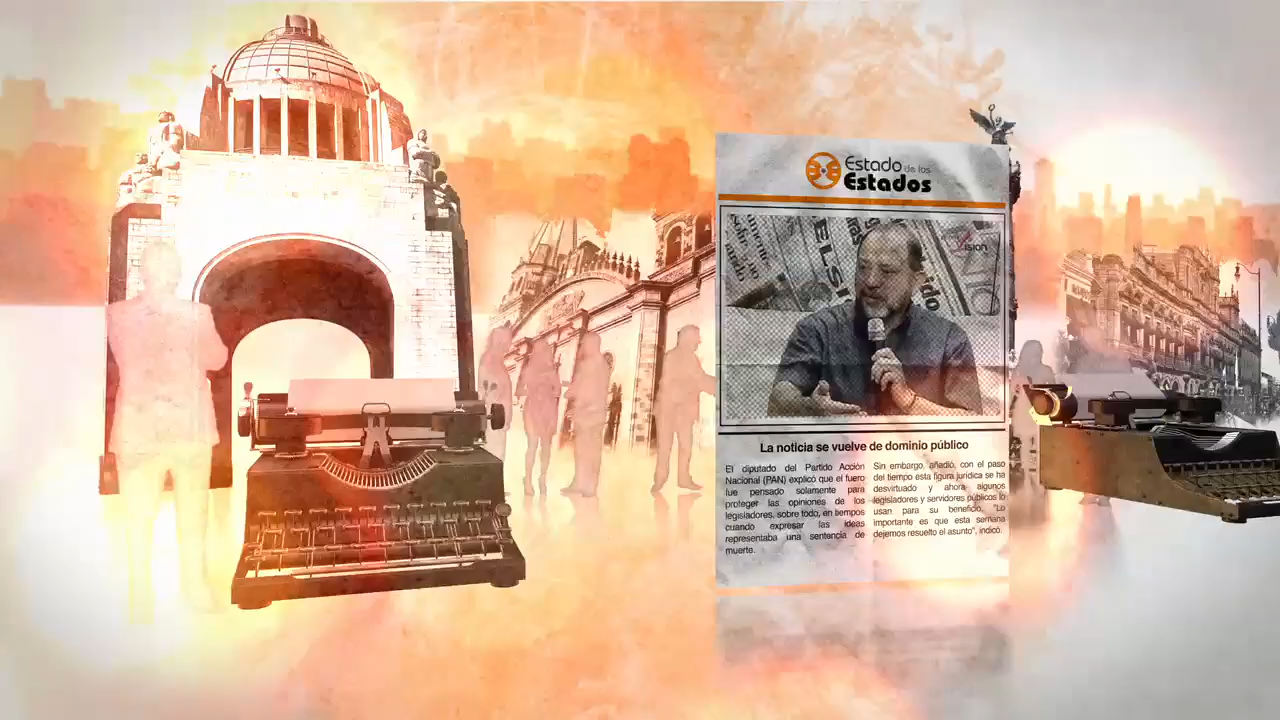 Estado de los
Estados
EL SI
visión
La noticia se vuelve de dominio público
El diputado del Partido Acción
Nacional (PAN) explicó que el fuero
fue pensado solamente para
proteger las opiniones de los
legisladores, sobre todo, en tiempos
cuando expresar las ideas
representaba una sentencia de
muerte.
Sin embargo, añadió, con el paso
del tiempo esta figura jurídica se ha
desvirtuado y ahora algunos
legisladores y servidores públicos lo
usan para su beneficio. "Lo
importante es que esta semana
dejemos resuelto el asunto", indicó.